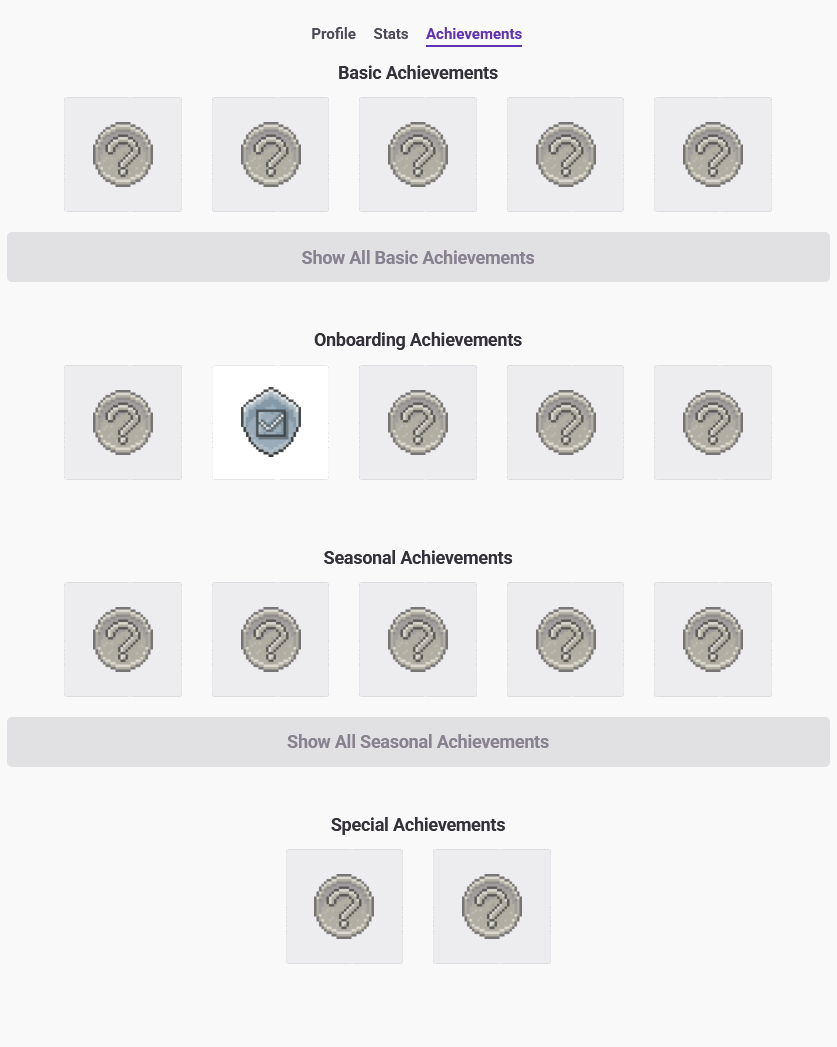 Profile Stats Achievements
Basic Achievements
Show All Basic Achievements
Onboarding Achievements
Seasonal Achievements
Show All Seasonal Achievements
Special Achievements